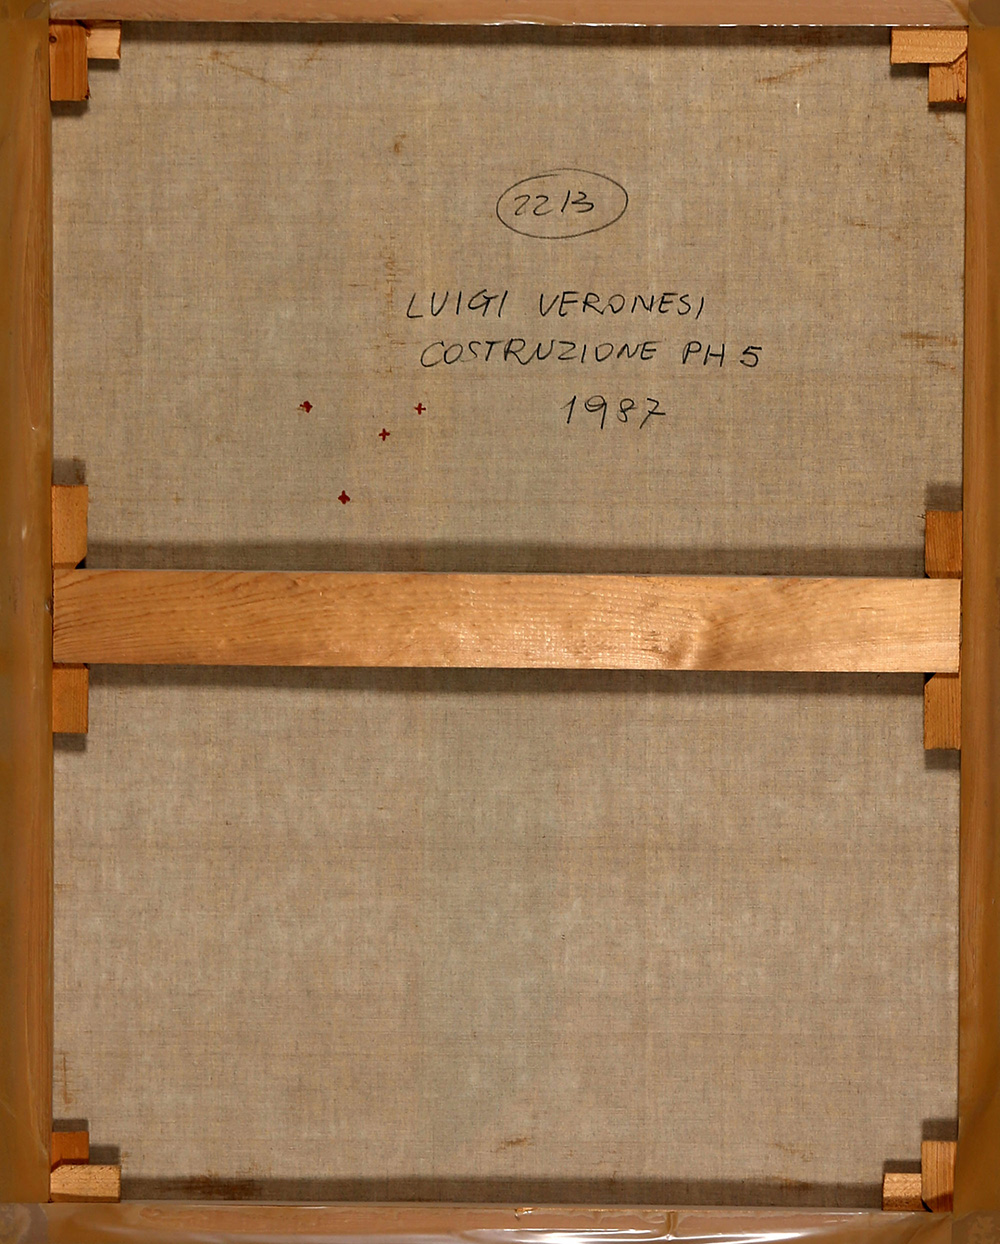 2213
LUIGI VERONESI
COSTRUZIONE PH 5
1987